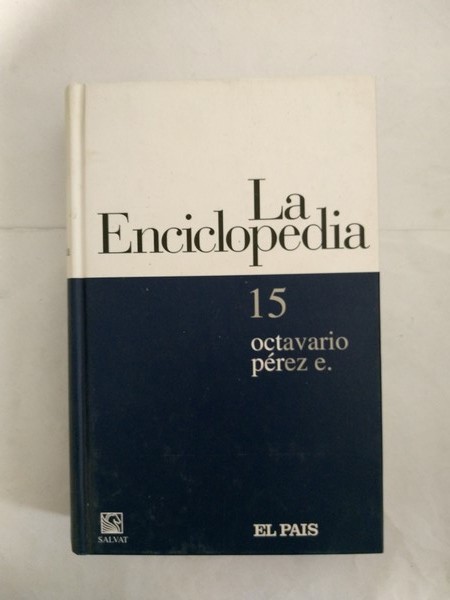 La
Enciclopedia
15
octavario
pérez e.
SALVAT
EL PAIS